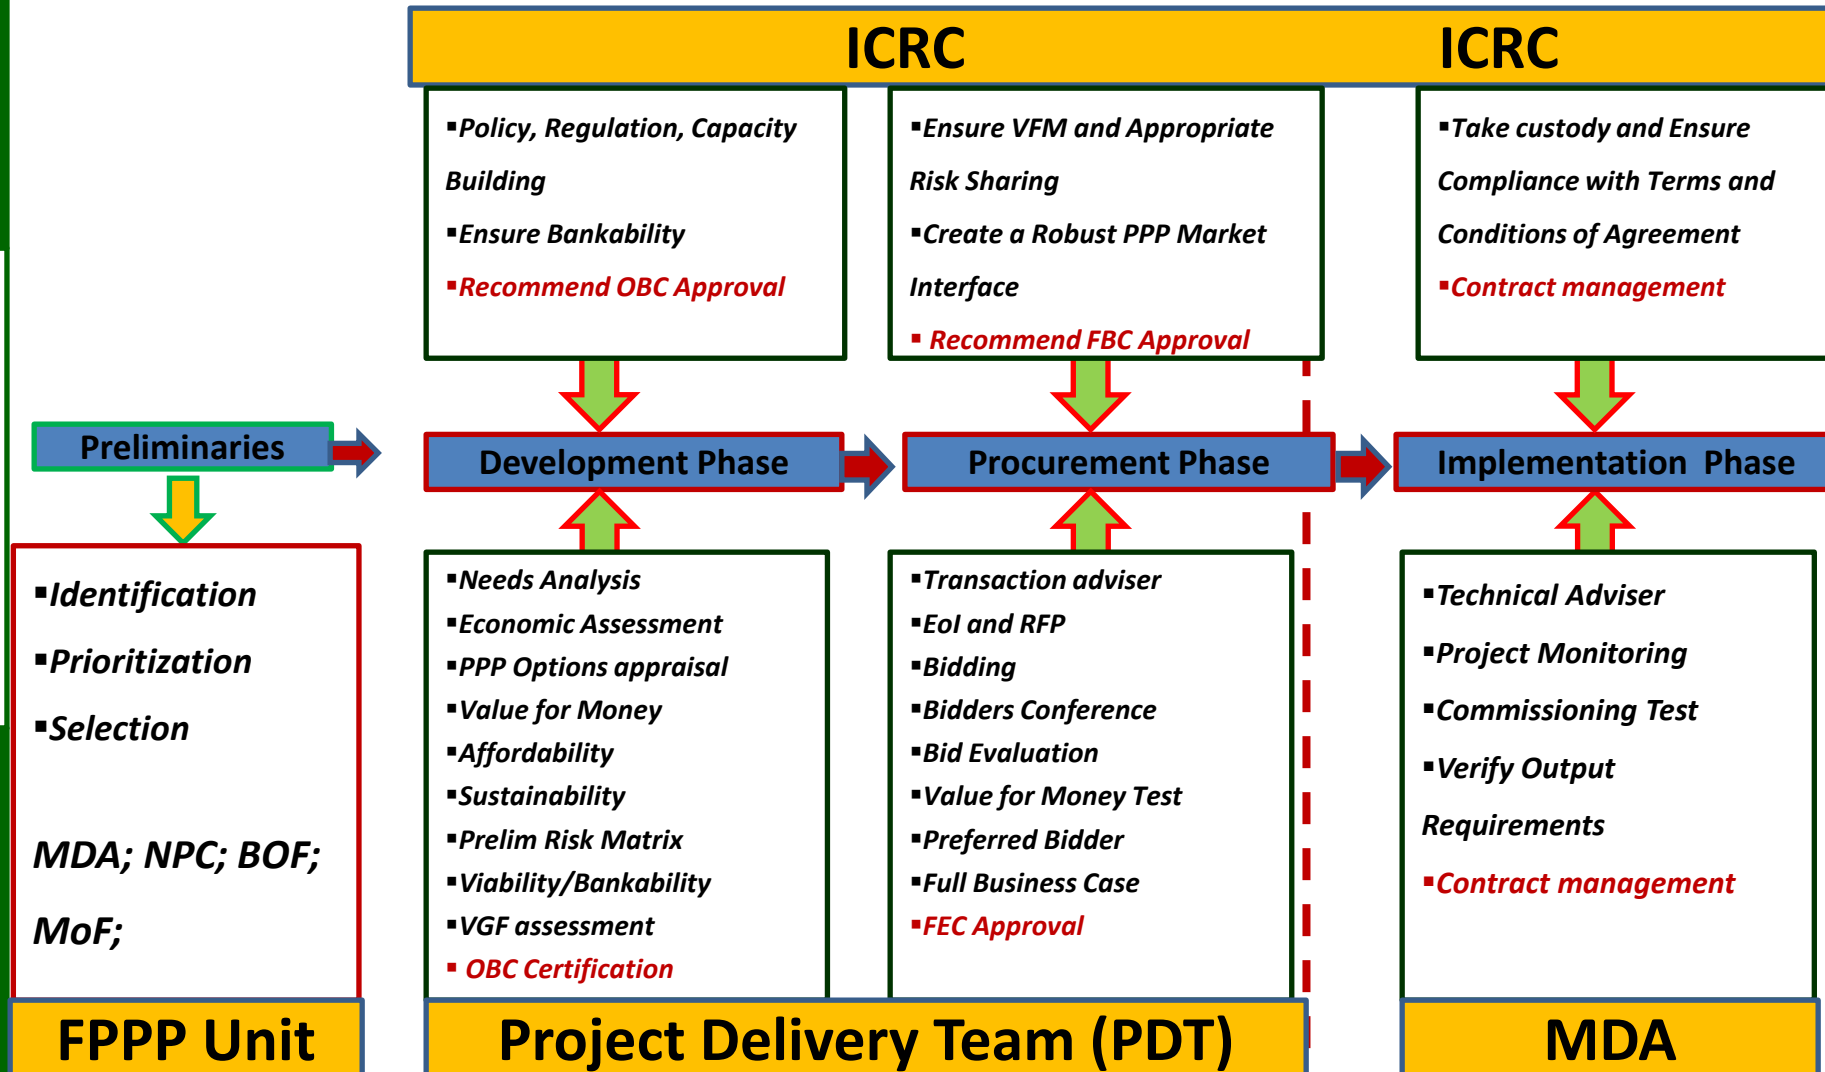 ICRC ICRC
▪Policy, Regulation, Capacity
Building
▪Ensure Bankability
▪Recommend OBC Approval
▪Ensure VFM and Appropriate
Risk Sharing
▪Create a Robust PPP Market
Interface
▪ Recommend FBC Approval
▪Take custody and Ensure
Compliance with Terms and
Conditions of Agreement
▪Contract management
Preliminaries
Development Phase
Procurement Phase
Implementation Phase
▪Identification
▪Prioritization
▪Selection
MDA; NPC; BOF;
MoF;
▪Needs Analysis
▪Economic Assessment
▪PPP Options appraisal
▪Value for Money
▪Affordability
▪Sustainability
▪Prelim Risk Matrix
▪Viability/Bankability
▪VGF assessment
▪ OBC Certification
▪Transaction adviser
▪EoI and RFP
▪Bidding
▪Bidders Conference
▪Bid Evaluation
▪Value for Money Test
▪Preferred Bidder
▪Full Business Case
▪FEC Approval
▪Technical Adviser
▪Project Monitoring
▪Commissioning Test
▪Verify Output
Requirements
▪Contract management
FPPP Unit
Project Delivery Team (PDT)
MDA